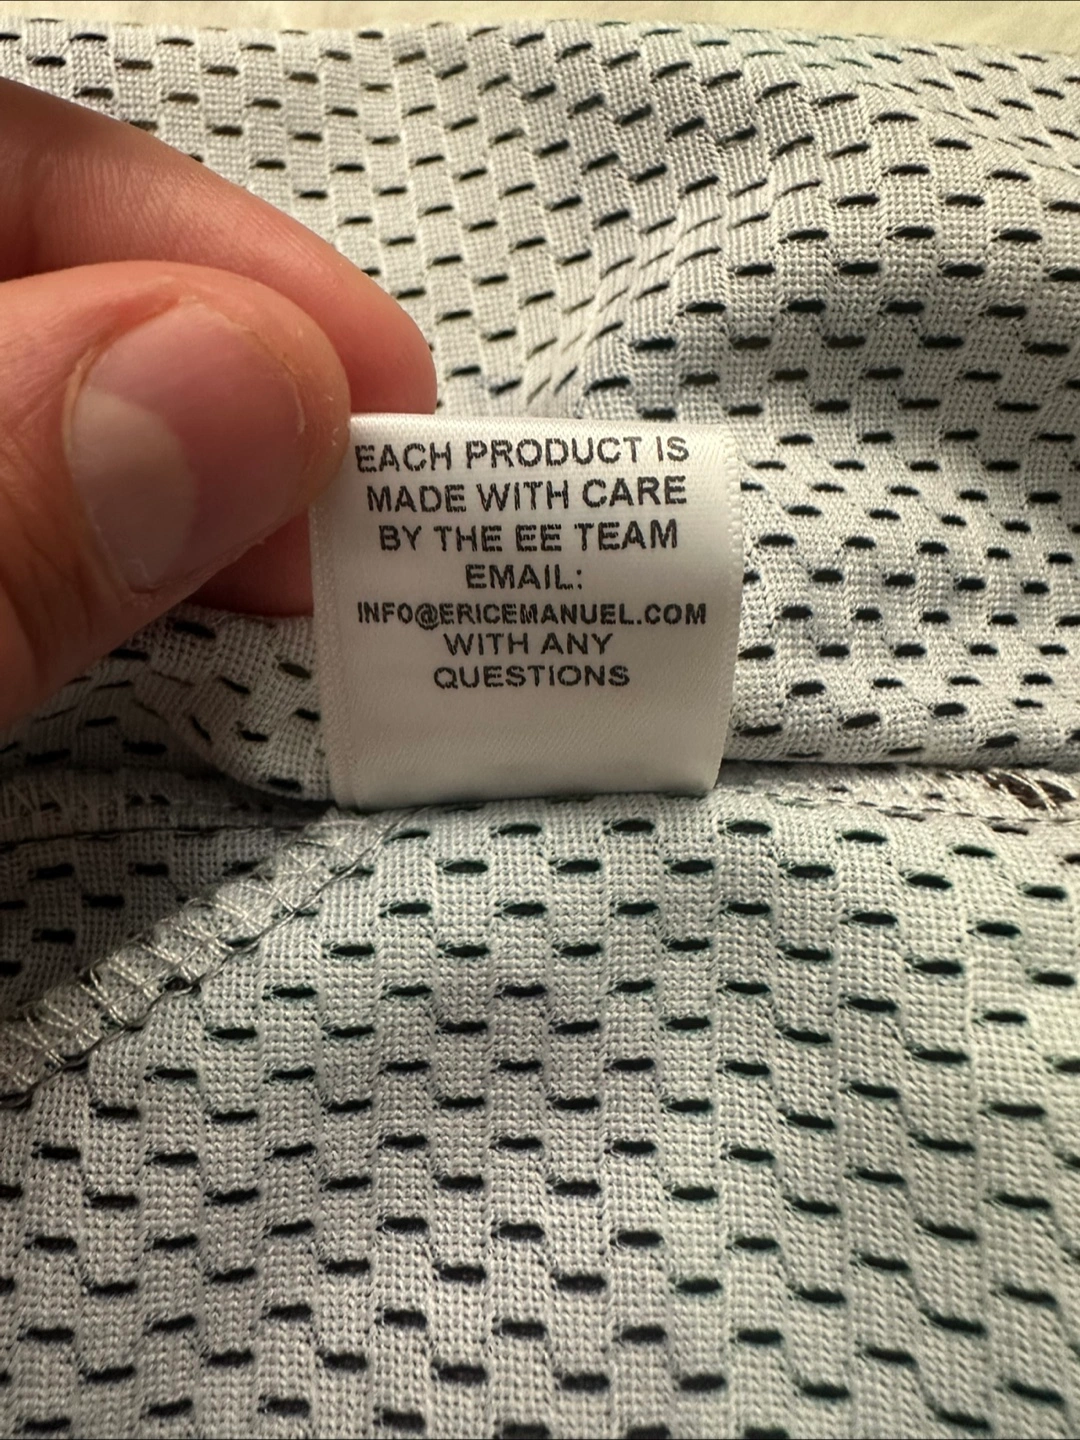 EACH PRODUCT IS
MADE WITH CARE
BY THE EE TEAM
EMAIL:
INFO@ERICEMANUEL.COM
WITH ANY
QUESTIONS